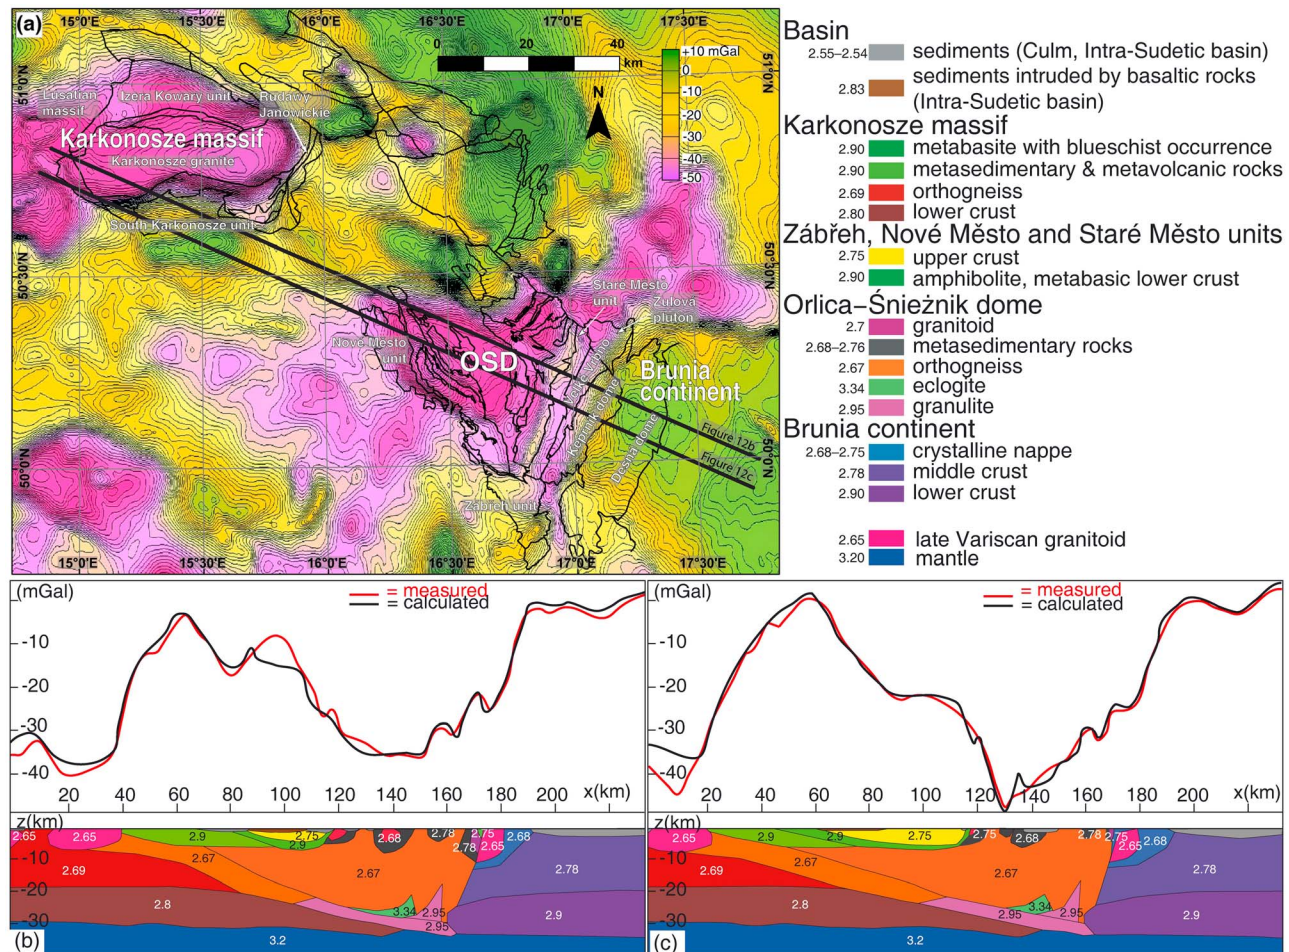 (a)
15°0'E
15°30'E
16°0'E
16°30'E
17°0'E
17°30'E
0
20
40
km
N
+10 mGal
0
-10
-20
-30
-40
-50
51°0'N
51°0'N
50°30'N
50°30'N
50°0'N
50°0'N
Lusatian
massif
Izera Kowary unit
Rudawy
Janowickie
Karkonosze massif
Karkonosze granite
South Karkonosze unit
Staré Město
unit
Žulová
pluton
Nové Město
unit
OSD
Brunia
continent
Keprník dome
Desná dome
Figure 12b
Figure 12c
Zábřeh unit
15°0'E
15°30'E
16°0'E
16°30'E
17°0'E
17°30'E
Basin
2.55–2.54 sediments (Culm, Intra-Sudetic basin)
2.83 sediments intruded by basaltic rocks
(Intra-Sudetic basin)
Karkonosze massif
2.90 metabasite with blueschist occurrence
2.90 metasedimentary & metavolcanic rocks
2.69 orthogneiss
2.80 lower crust
Zábřeh, Nové Město and Staré Město units
2.75 upper crust
2.90 amphibolite, metabasic lower crust
Orlica–Śnieżnik dome
2.7 granitoid
2.68–2.76 metasedimentary rocks
2.67 orthogneiss
3.34 eclogite
2.95 granulite
Brunia continent
2.68–2.75 crystalline nappe
2.78 middle crust
2.90 lower crust
2.65 late Variscan granitoid
3.20 mantle
(mGal)
= measured
= calculated
-10
-20
-30
-40
20 40 60 80 100 120 140 160 180 200 x(km)
z(km)
2.65 2.65 2.9 2.75 2.68 2.78 2.75 2.68
2.9 2.78 2.65
-10
2.67
2.69 2.67 2.78
-20
2.8 3.34 2.95 2.9
-30
2.95
3.2
(b)
(mGal)
= measured
= calculated
-10
-20
-30
-40
20 40 60 80 100 120 140 160 180 200 x(km)
z(km)
2.65 2.9 2.9 2.75 2.75 2.68 2.78 2.75 2.68
2.65
-10
2.67
2.69 2.67 2.78
-20
2.8 3.34 2.95 2.95 2.9
-30
3.2
(c)